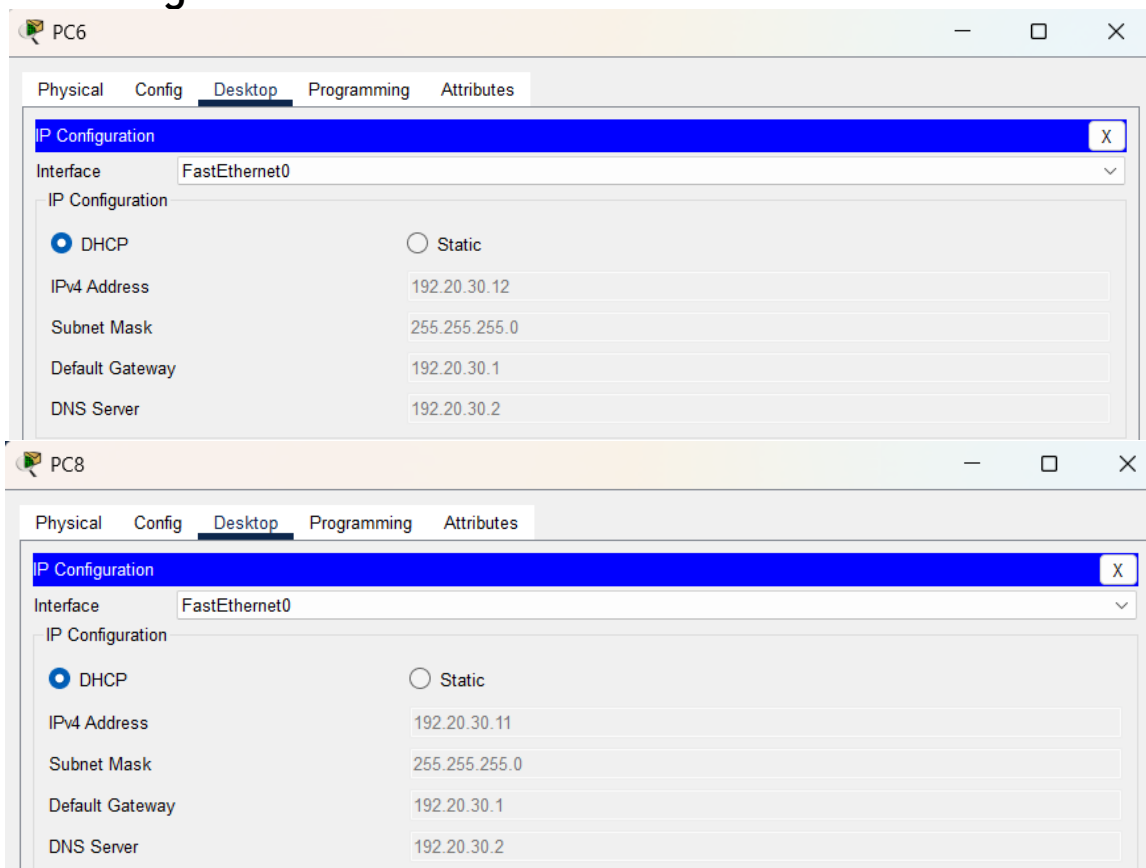 PC6
Physical Config Desktop Programming Attributes
IP Configuration X
Interface FastEthernet0
IP Configuration
DHCP Static
IPv4 Address 192.20.30.12
Subnet Mask 255.255.255.0
Default Gateway 192.20.30.1
DNS Server 192.20.30.2
PC8
Physical Config Desktop Programming Attributes
IP Configuration X
Interface FastEthernet0
IP Configuration
DHCP Static
IPv4 Address 192.20.30.11
Subnet Mask 255.255.255.0
Default Gateway 192.20.30.1
DNS Server 192.20.30.2